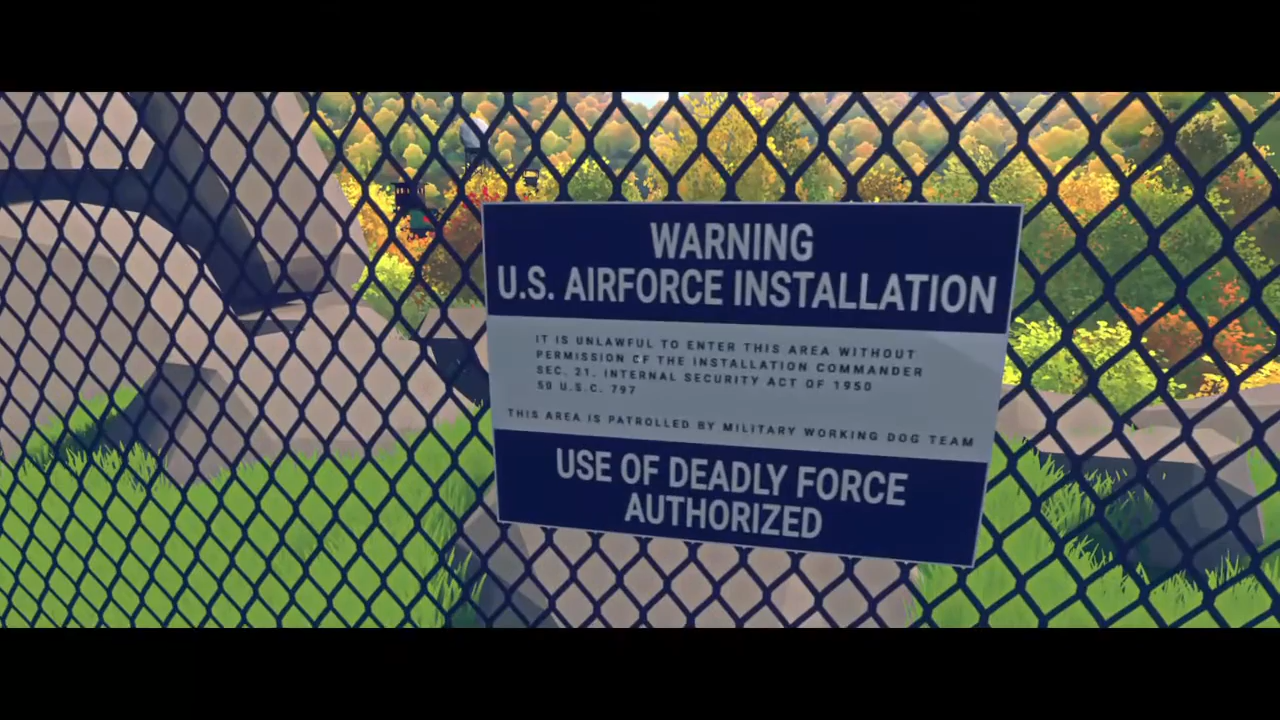 WARNING
U.S. AIRFORCE INSTALLATION
IT IS UNLAWFUL TO ENTER THIS AREA WITHOUT
PERMISSION OF THE INSTALLATION COMMANDER
SEC. 21. INTERNAL SECURITY ACT OF 1950
50 U.S.C. 797
THIS AREA IS PATROLLED BY MILITARY WORKING DOG TEAM
USE OF DEADLY FORCE
AUTHORIZED